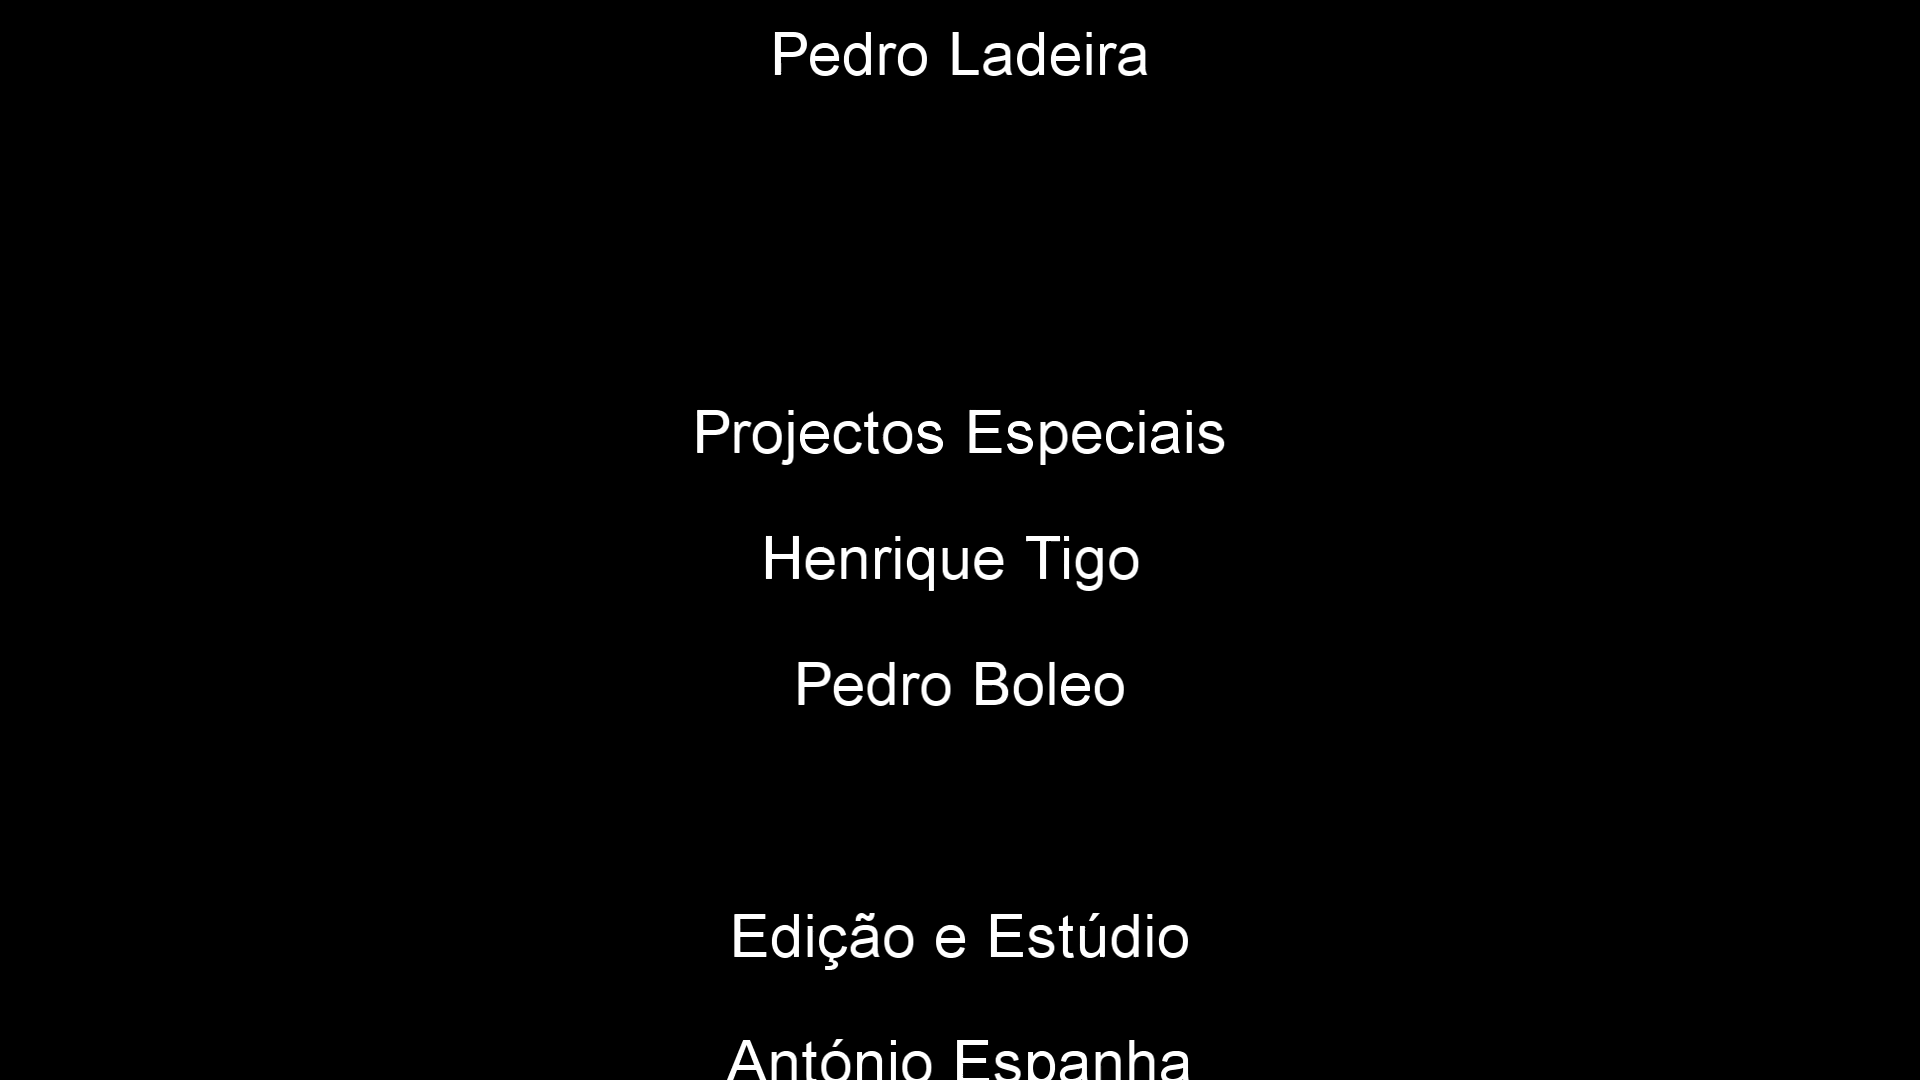 Pedro Ladeira
Projectos Especiais
Henrique Tigo
Pedro Boleo
Edição e Estúdio
António Espanha